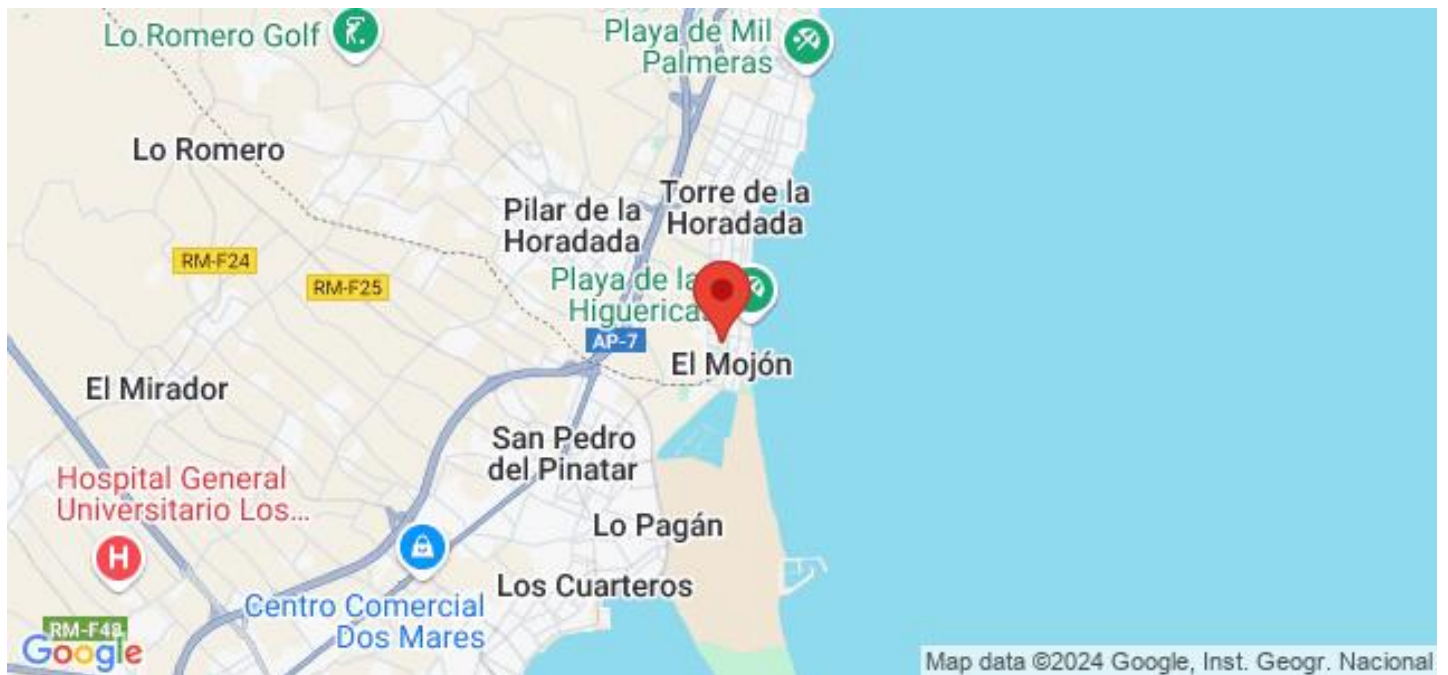 Lo Romero Golf
Playa de Mil
Palmeras
Lo Romero
Torre de la
Horadada
Pilar de la
Horadada
RM-F24
RM-F25
Playa de la
Higuerica
AP-7
El Mojón
El Mirador
San Pedro
del Pinatar
Hospital General
Universitario Los...
H
Lo Pagán
Los Cuarteros
Centro Comercial
Dos Mares
RM-F48
Google
Map data ©2024 Google, Inst. Geogr. Nacional